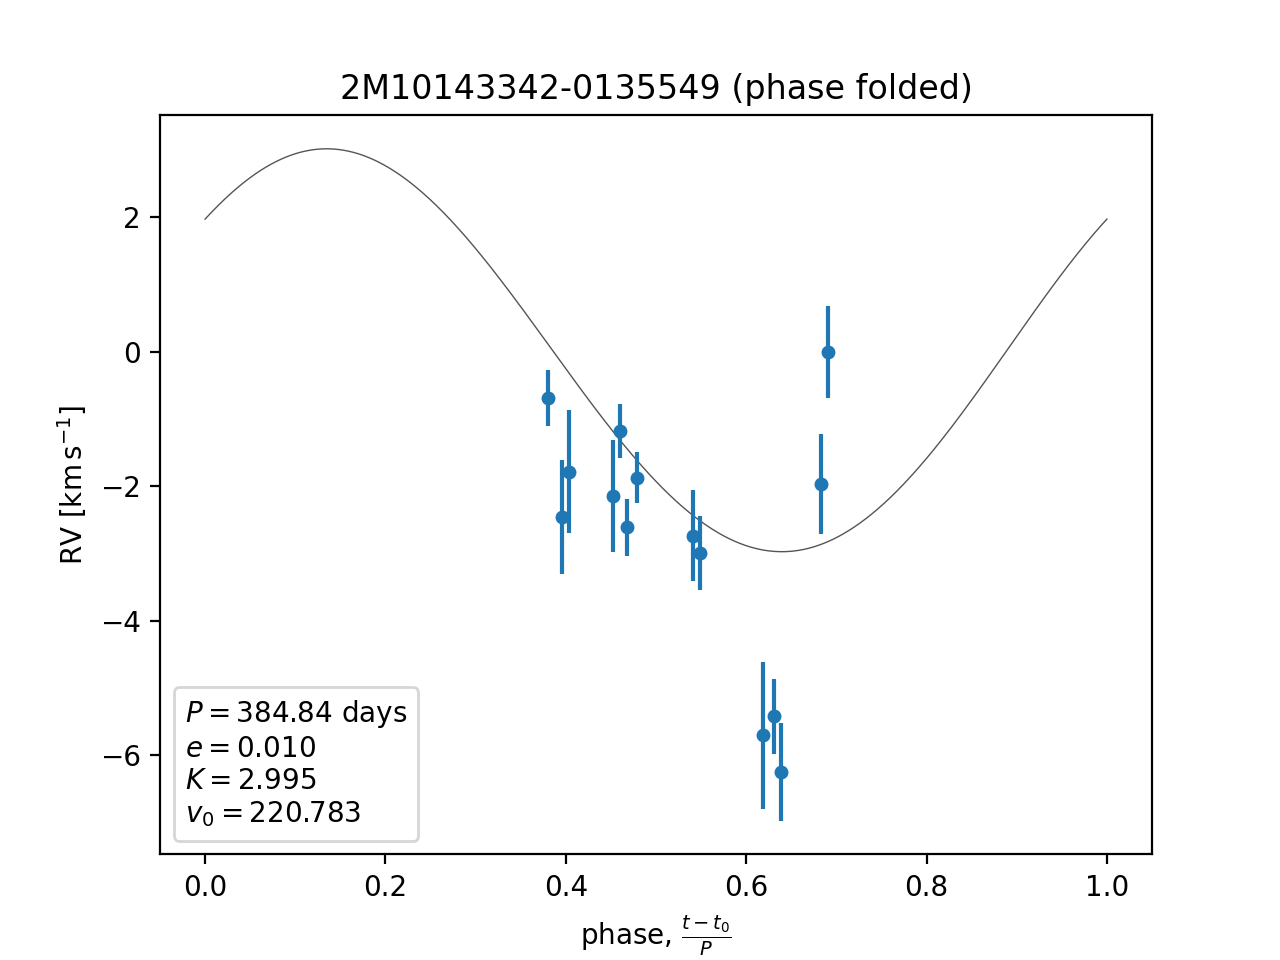 2M10143342-0135549 (phase folded)
RV [km s⁻¹]
2
0
−2
−4
−6
P = 384.84 days
e = 0.010
K = 2.995
v₀ = 220.783
0.0 0.2 0.4 0.6 0.8 1.0
phase, (t − t₀)/P